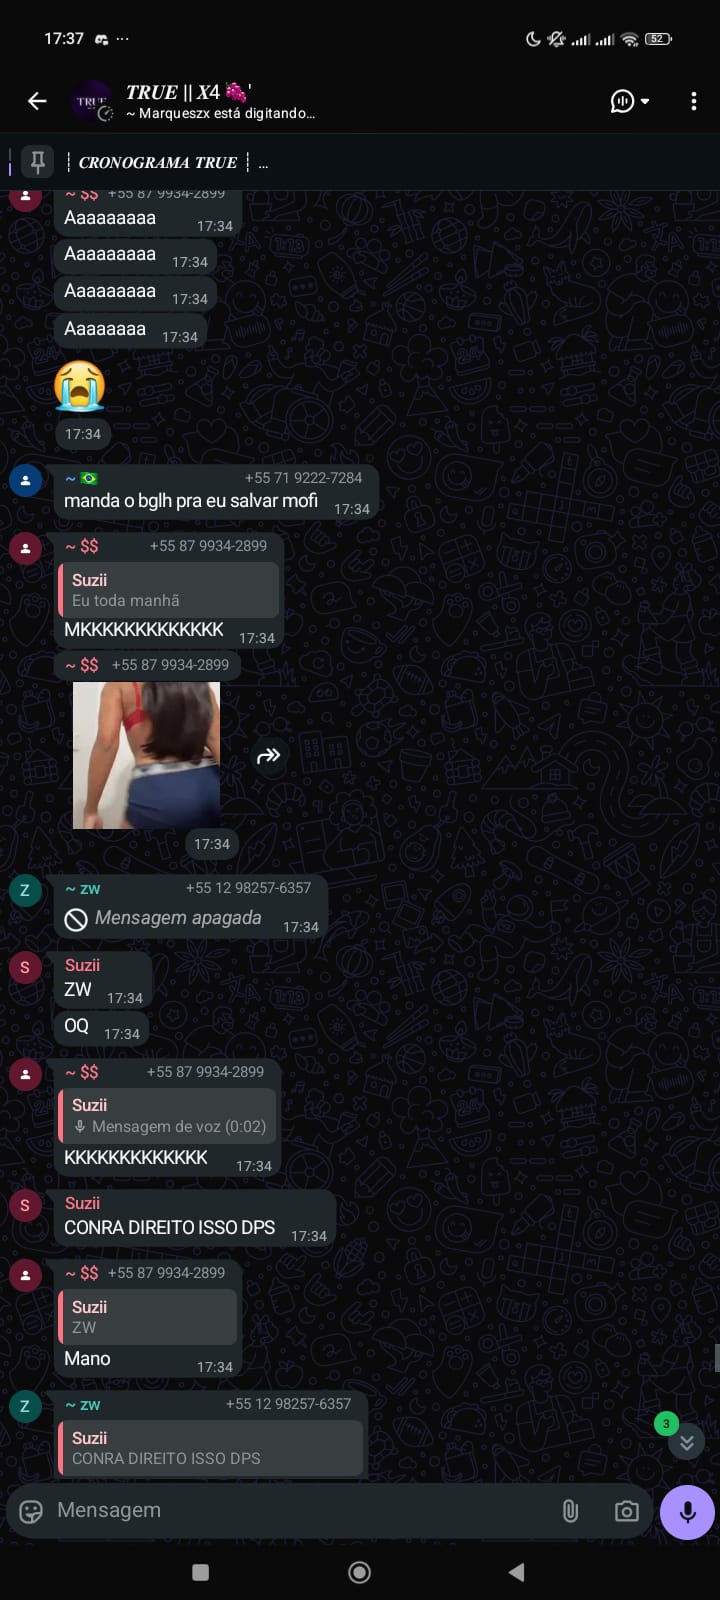 17:37
52
TRUE || X4 🍇'
~ Marqueszx está digitando...
TRUE
┆ CRONOGRAMA TRUE ┆ ...
~ $$ +55 87 9934-2899
Aaaaaaaaa 17:34
Aaaaaaaaa 17:34
Aaaaaaaaa 17:34
Aaaaaaaa 17:34
😭
17:34
~ 🇧🇷 +55 71 9222-7284
manda o bglh pra eu salvar mofi 17:34
~ $$ +55 87 9934-2899
Suzii
Eu toda manhã
MKKKKKKKKKKKKK 17:34
~ $$ +55 87 9934-2899
17:34
Z
~ zw +55 12 98257-6357
Mensagem apagada 17:34
S
Suzii
ZW 17:34
OQ 17:34
~ $$ +55 87 9934-2899
Suzii
Mensagem de voz (0:02)
KKKKKKKKKKKKK 17:34
S
Suzii
CONRA DIREITO ISSO DPS 17:34
~ $$ +55 87 9934-2899
Suzii
ZW
Mano 17:34
Z
~ zw +55 12 98257-6357
Suzii
CONRA DIREITO ISSO DPS
3
Mensagem